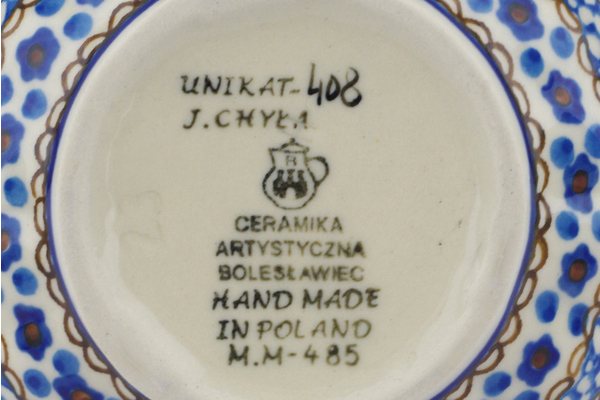 UNIKAT-408
J.CHYŁA
B
CERAMIKA
ARTYSTYCZNA
BOLESŁAWIEC
HAND MADE
IN POLAND
M.M-485